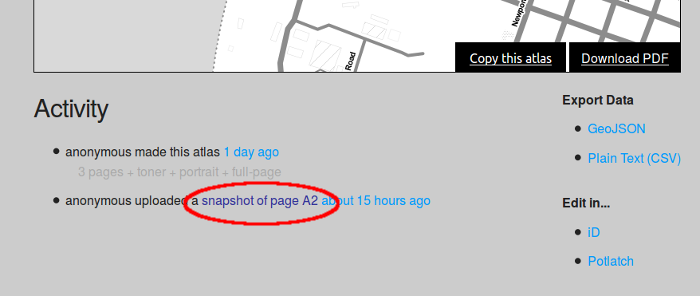 Newpor
Road
Copy this atlas
Download PDF
Activity
anonymous made this atlas 1 day ago
3 pages + toner + portrait + full-page
anonymous uploaded a snapshot of page A2 about 15 hours ago
Export Data
GeoJSON
Plain Text (CSV)
Edit in...
iD
Potlatch